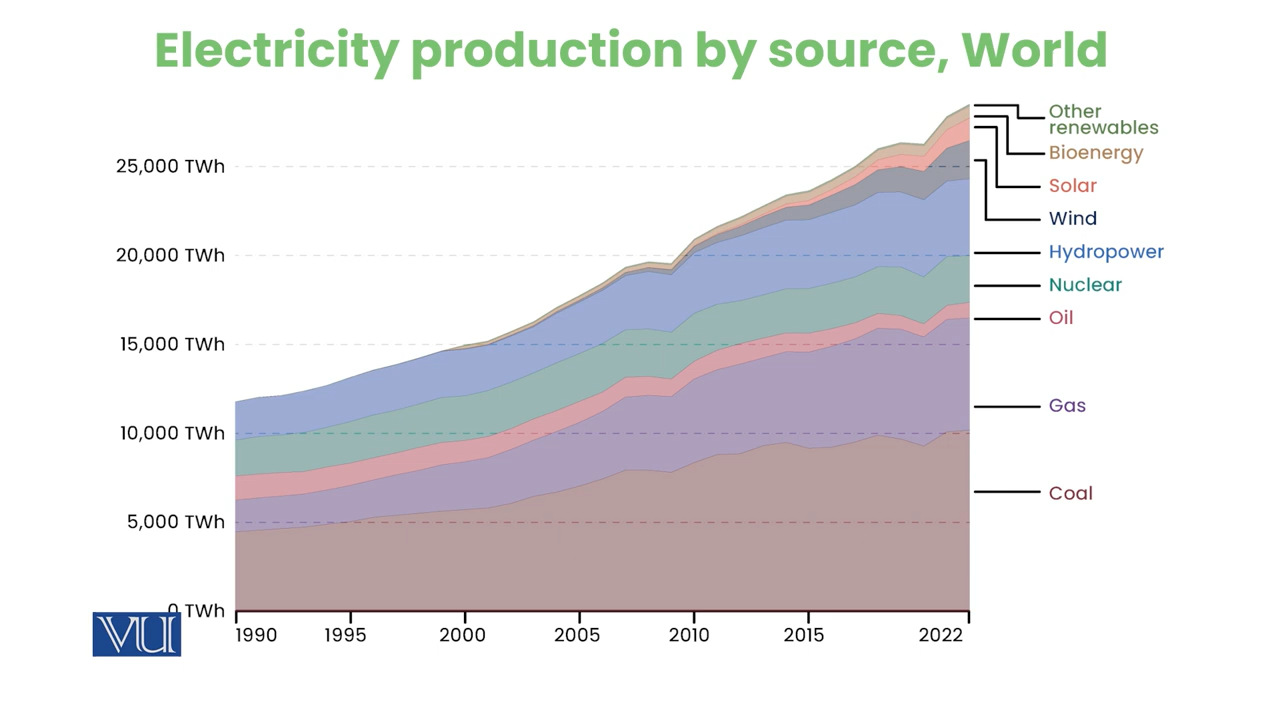 Electricity production by source, World
Other
renewables
Bioenergy
Solar
Wind
Hydropower
Nuclear
Oil
Gas
Coal
25,000 TWh
20,000 TWh
15,000 TWh
10,000 TWh
5,000 TWh
0 TWh
1990 1995 2000 2005 2010 2015 2022
VU